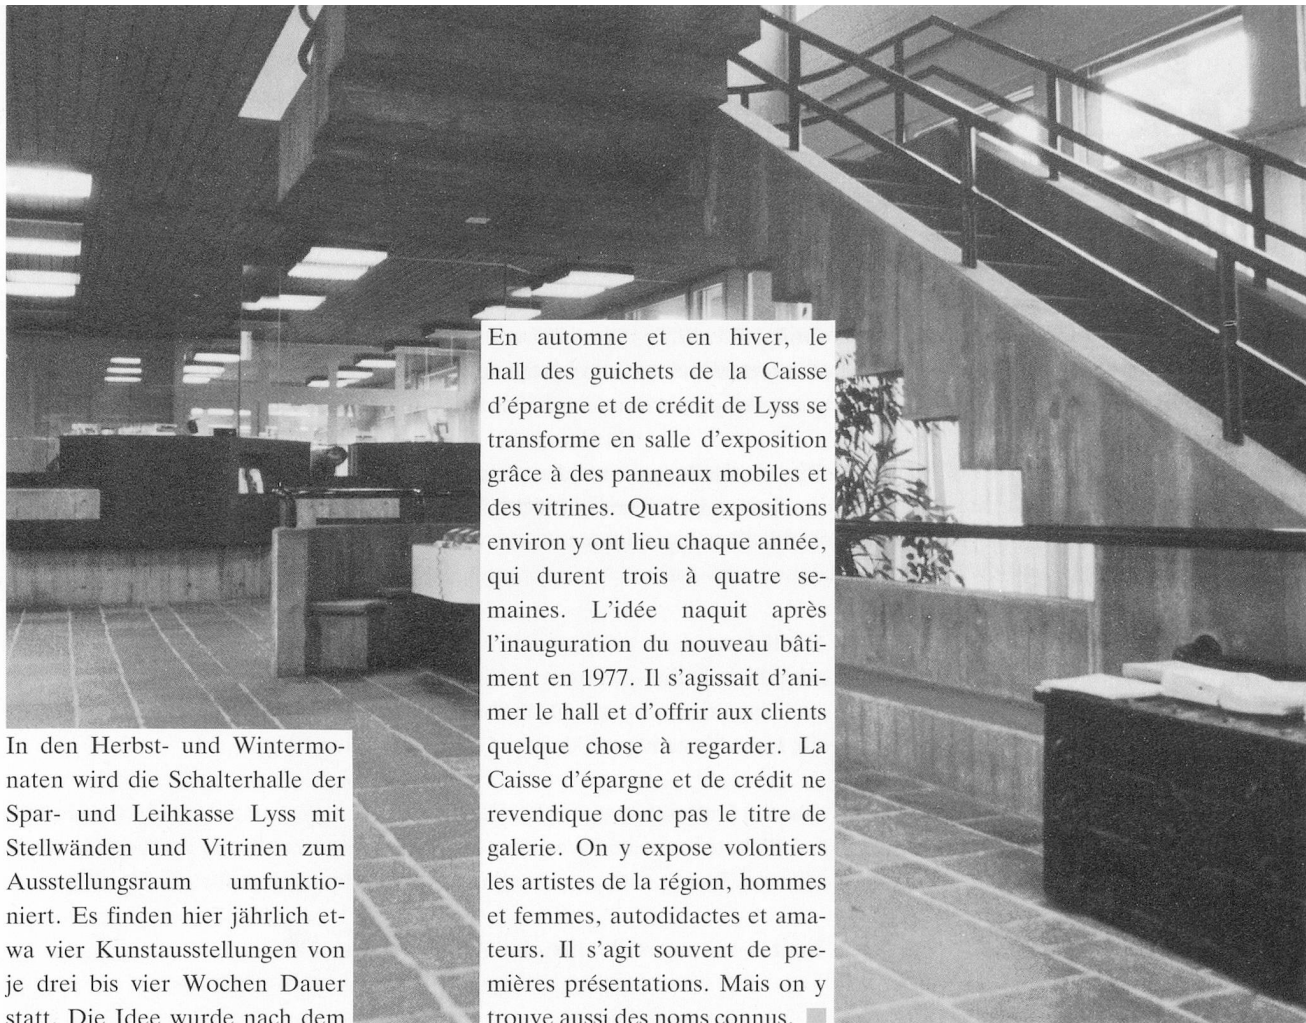 En automne et en hiver, le
hall des guichets de la Caisse
d'épargne et de crédit de Lyss se
transforme en salle d'exposition
grâce à des panneaux mobiles et
des vitrines. Quatre expositions
environ y ont lieu chaque année,
qui durent trois à quatre se-
maines. L'idée naquit après
l'inauguration du nouveau bâti-
ment en 1977. Il s'agissait d'ani-
mer le hall et d'offrir aux clients
quelque chose à regarder. La
Caisse d'épargne et de crédit ne
revendique donc pas le titre de
galerie. On y expose volontiers
les artistes de la région, hommes
et femmes, autodidactes et ama-
teurs. Il s'agit souvent de pre-
mières présentations. Mais on y
trouve aussi des noms connus.
In den Herbst- und Wintermo-
naten wird die Schalterhalle der
Spar- und Leihkasse Lyss mit
Stellwänden und Vitrinen zum
Ausstellungsraum umfunktio-
niert. Es finden hier jährlich et-
wa vier Kunstausstellungen von
je drei bis vier Wochen Dauer
statt. Die Idee wurde nach dem